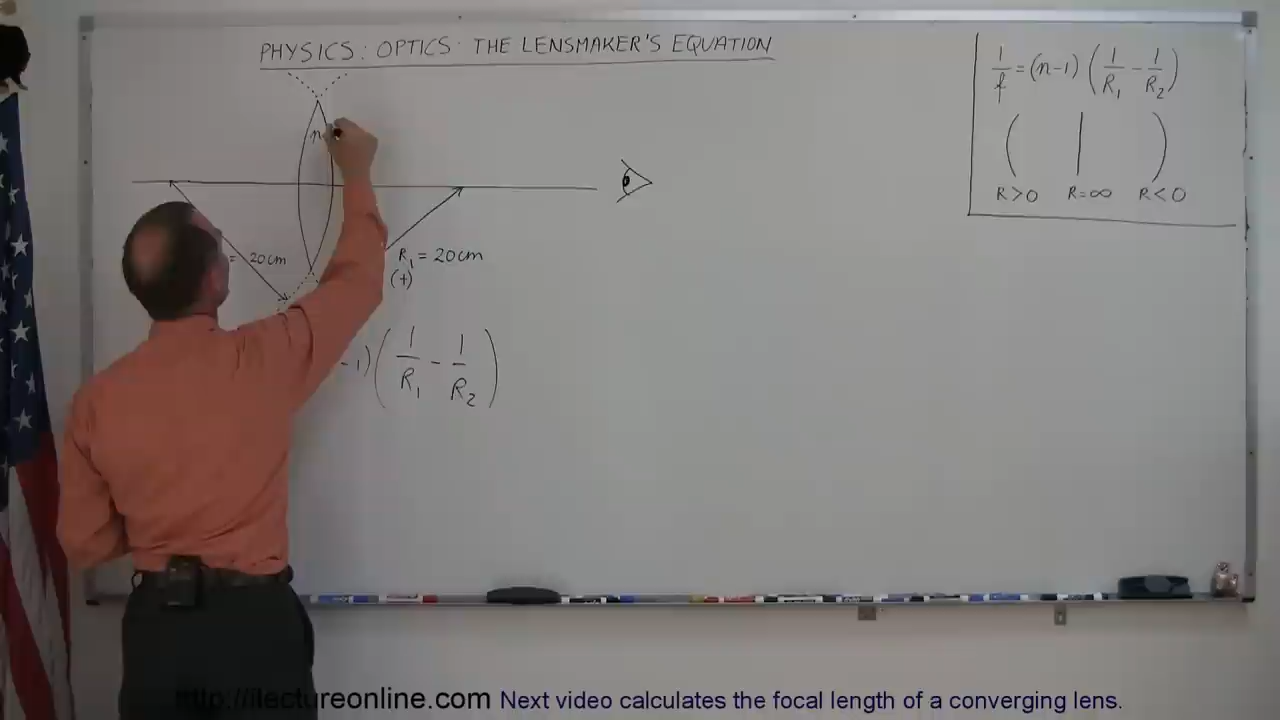 PHYSICS: OPTICS: THE LENSMAKER'S EQUATION
1/f = (n-1) (1/R₁ - 1/R₂)
( | )
R>0 R=∞ R<0
n
= 20cm
R₁ = 20cm
(+)
-1) (1/R₁ - 1/R₂)
http://ilectureonline.com Next video calculates the focal length of a converging lens.